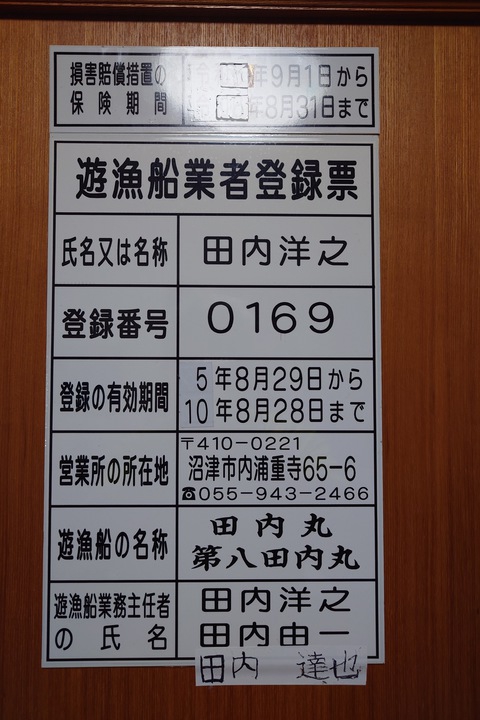 損害賠償措置の
保険期間
年9月1日から
年8月31日まで
遊漁船業者登録票
氏名又は名称
田内洋之
登録番号
0169
登録の有効期間
5年8月29日から
10年8月28日まで
営業所の所在地
〒410-0221
沼津市内浦重寺65-6
☎055-943-2466
遊漁船の名称
田内丸
第八田内丸
遊漁船業務主任者
の氏名
田内洋之
田内由一
田内 達也